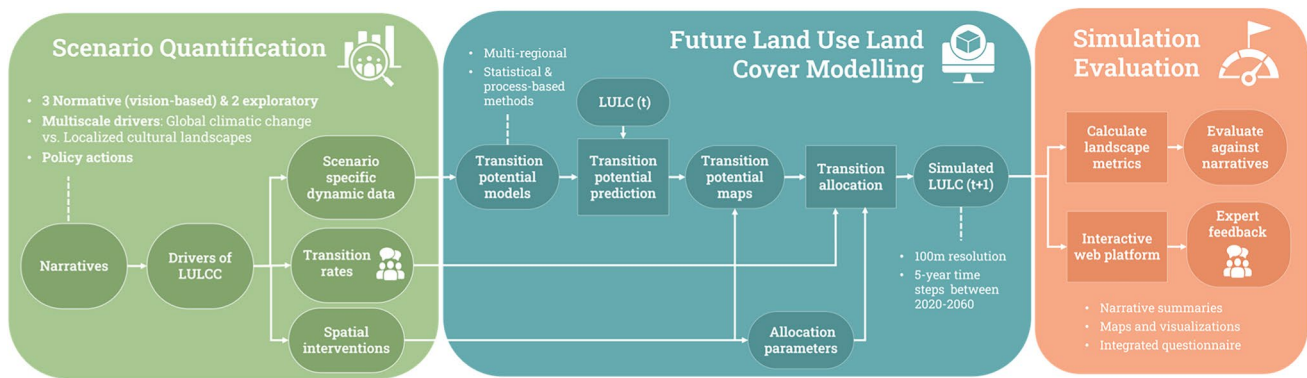 Scenario Quantification
• 3 Normative (vision-based) & 2 exploratory
• Multiscale drivers: Global climatic change
vs. Localized cultural landscapes
• Policy actions
Narratives
Drivers of
LULCC
Scenario
specific
dynamic data
Transition
rates
Spatial
interventions
Future Land Use Land
Cover Modelling
• Multi-regional
• Statistical &
process-based
methods
LULC (t)
Transition
potential
models
Transition
potential
prediction
Transition
potential
maps
Transition
allocation
Simulated
LULC (t+1)
• 100m resolution
• 5-year time
steps between
2020-2060
Allocation
parameters
Simulation
Evaluation
Calculate
landscape
metrics
Evaluate
against
narratives
Interactive
web platform
Expert
feedback
• Narrative summaries
• Maps and visualizations
• Integrated questionnaire